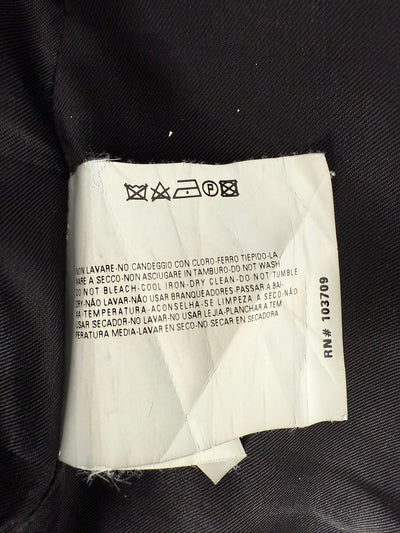 P
NON LAVARE-NO CANDEGGIO CON CLORO-FERRO TIEPIDO-LA
VARE A SECCO-NON ASCIUGARE IN TAMBURO-DO NOT WASH
DO NOT BLEACH-COOL IRON-DRY CLEAN-DO NOT TUMBLE
DRY-NÃO LAVAR-NÃO USAR BRANQUEADORES-PASSAR A BAI-
XA-TEMPERATURA-ACONSELHA-SE LIMPEZA A SECO-NÃO
USAR SECADOR-NO LAVAR-NO USAR LEJIA-PLANCHAR A TEM
PERATURA MEDIA-LAVAR EN SECO-NO SECAR EN SECADORA
RN# 103709